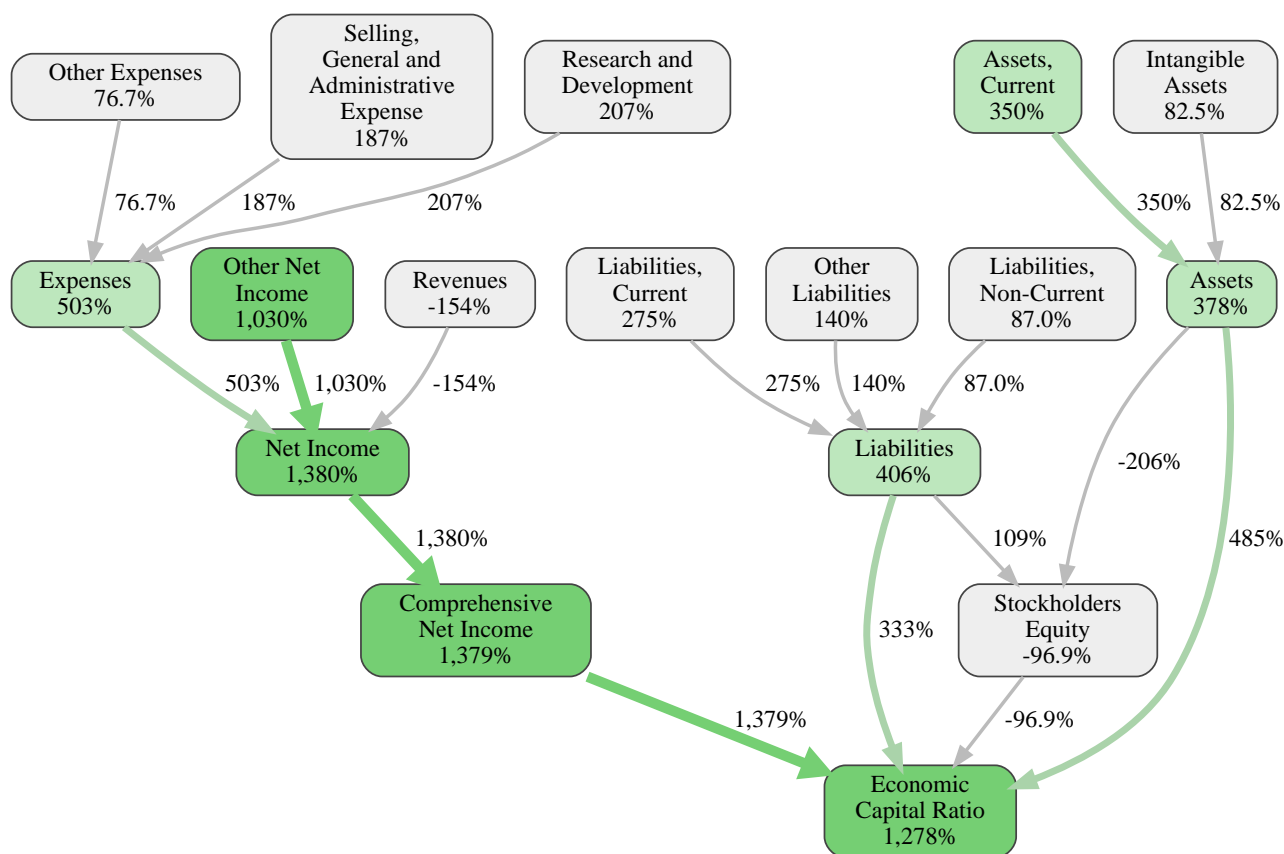 Other Expenses
76.7%
Selling,
General and
Administrative
Expense
187%
Research and
Development
207%
Assets,
Current
350%
Intangible
Assets
82.5%
76.7%
187%
207%
350%
82.5%
Expenses
503%
Other Net
Income
1,030%
Revenues
-154%
Liabilities,
Current
275%
Other
Liabilities
140%
Liabilities,
Non-Current
87.0%
Assets
378%
503%
1,030%
-154%
275%
140%
87.0%
Net Income
1,380%
Liabilities
406%
-206%
1,380%
109%
485%
Comprehensive
Net Income
1,379%
333%
Stockholders
Equity
-96.9%
1,379%
-96.9%
Economic
Capital Ratio
1,278%